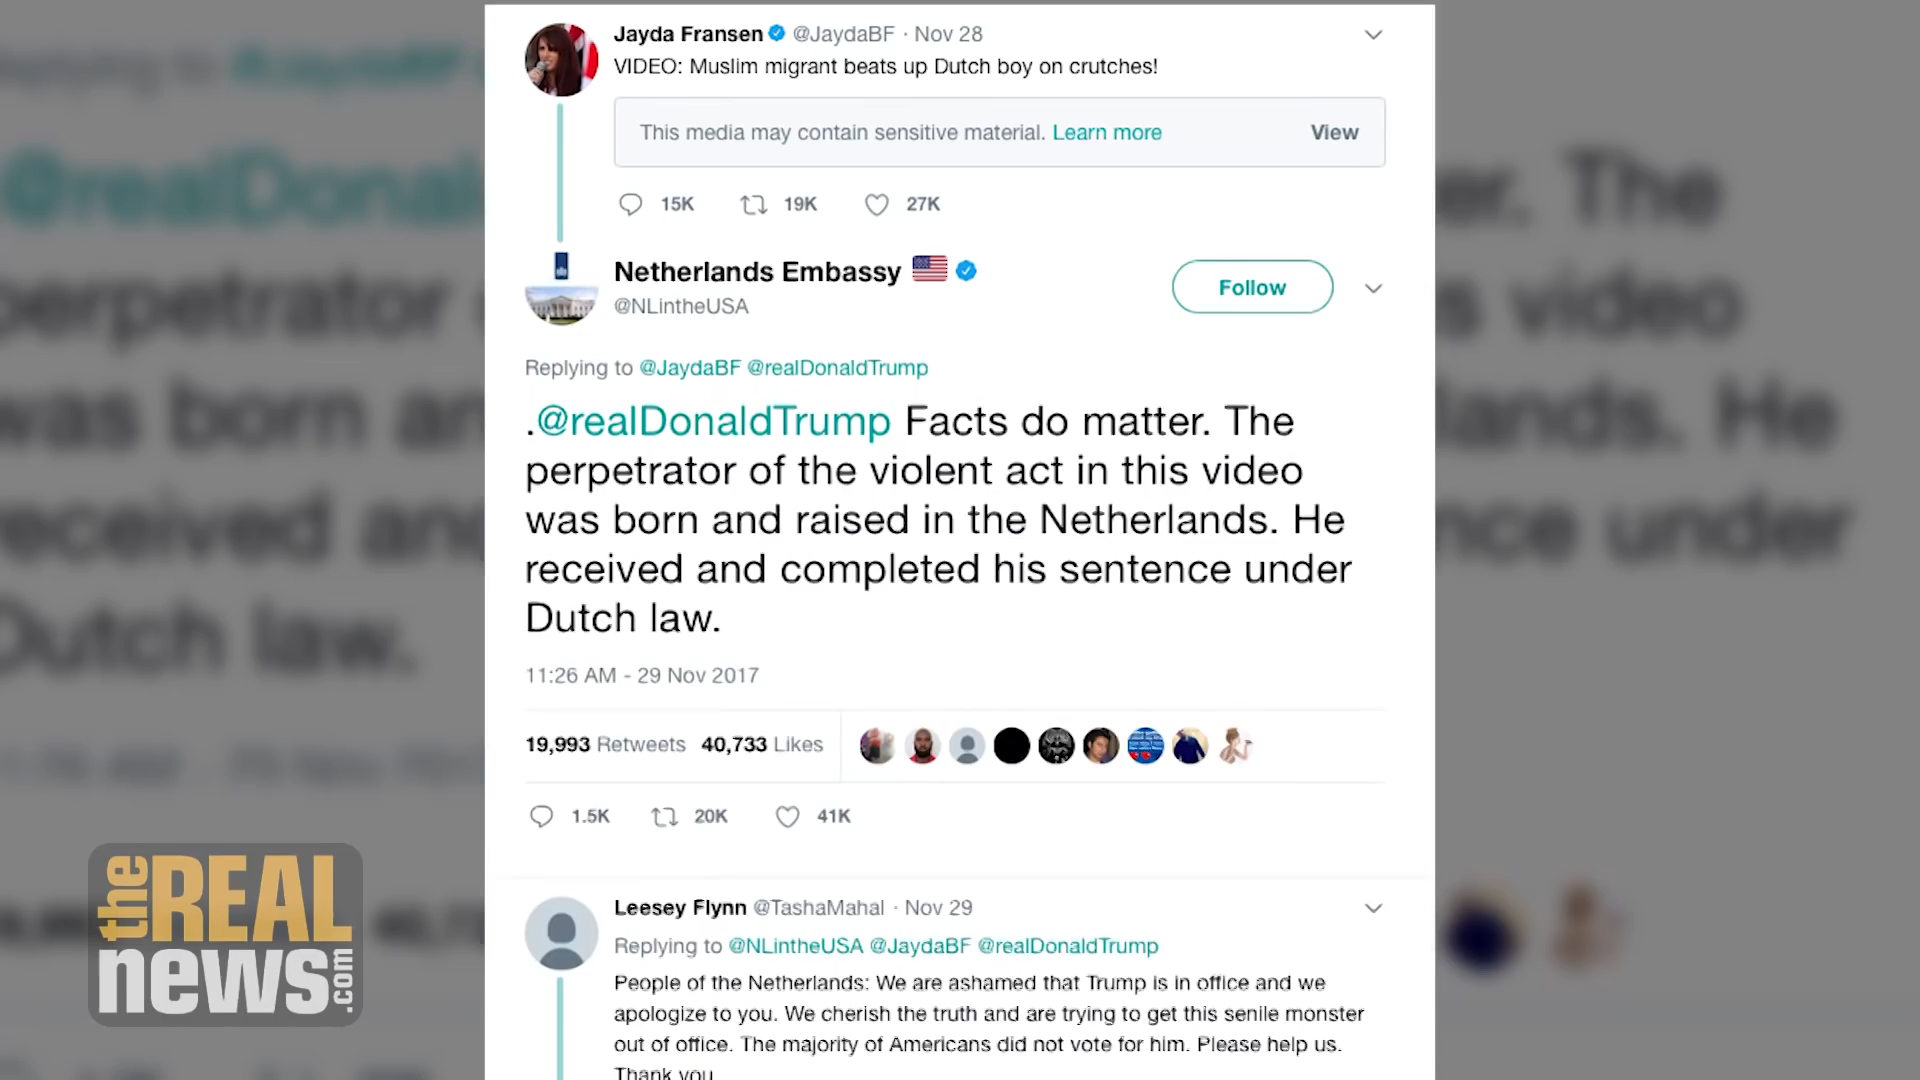 Jayda Fransen @JaydaBF · Nov 28
VIDEO: Muslim migrant beats up Dutch boy on crutches!
This media may contain sensitive material. Learn more View
15K 19K 27K
Netherlands Embassy
@NLintheUSA
Follow
Replying to @JaydaBF @realDonaldTrump
.@realDonaldTrump Facts do matter. The
perpetrator of the violent act in this video
was born and raised in the Netherlands. He
received and completed his sentence under
Dutch law.
11:26 AM - 29 Nov 2017
19,993 Retweets 40,733 Likes
1.5K 20K 41K
Leesey Flynn @TashaMahal · Nov 29
Replying to @NLintheUSA @JaydaBF @realDonaldTrump
People of the Netherlands: We are ashamed that Trump is in office and we
apologize to you. We cherish the truth and are trying to get this senile monster
out of office. The majority of Americans did not vote for him. Please help us.
Thank you
the REAL
news.com